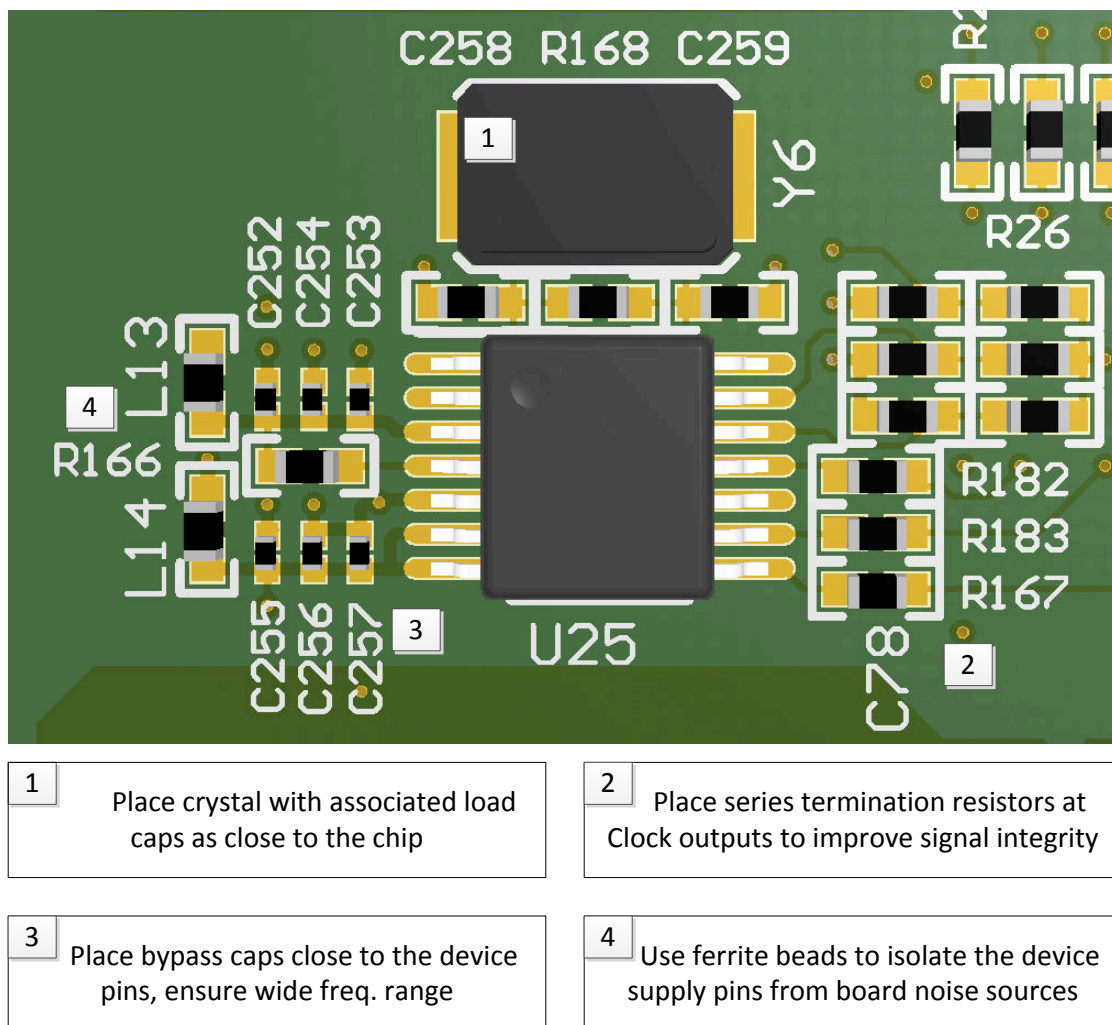 C258 R168 C259
R2
1
Y6
R26
C252
C254
C253
L13
4
R166
L14
R182
R183
R167
C255
C256
C257
3
U25
C78
2
1
Place crystal with associated load
caps as close to the chip
2
Place series termination resistors at
Clock outputs to improve signal integrity
3
Place bypass caps close to the device
pins, ensure wide freq. range
4
Use ferrite beads to isolate the device
supply pins from board noise sources